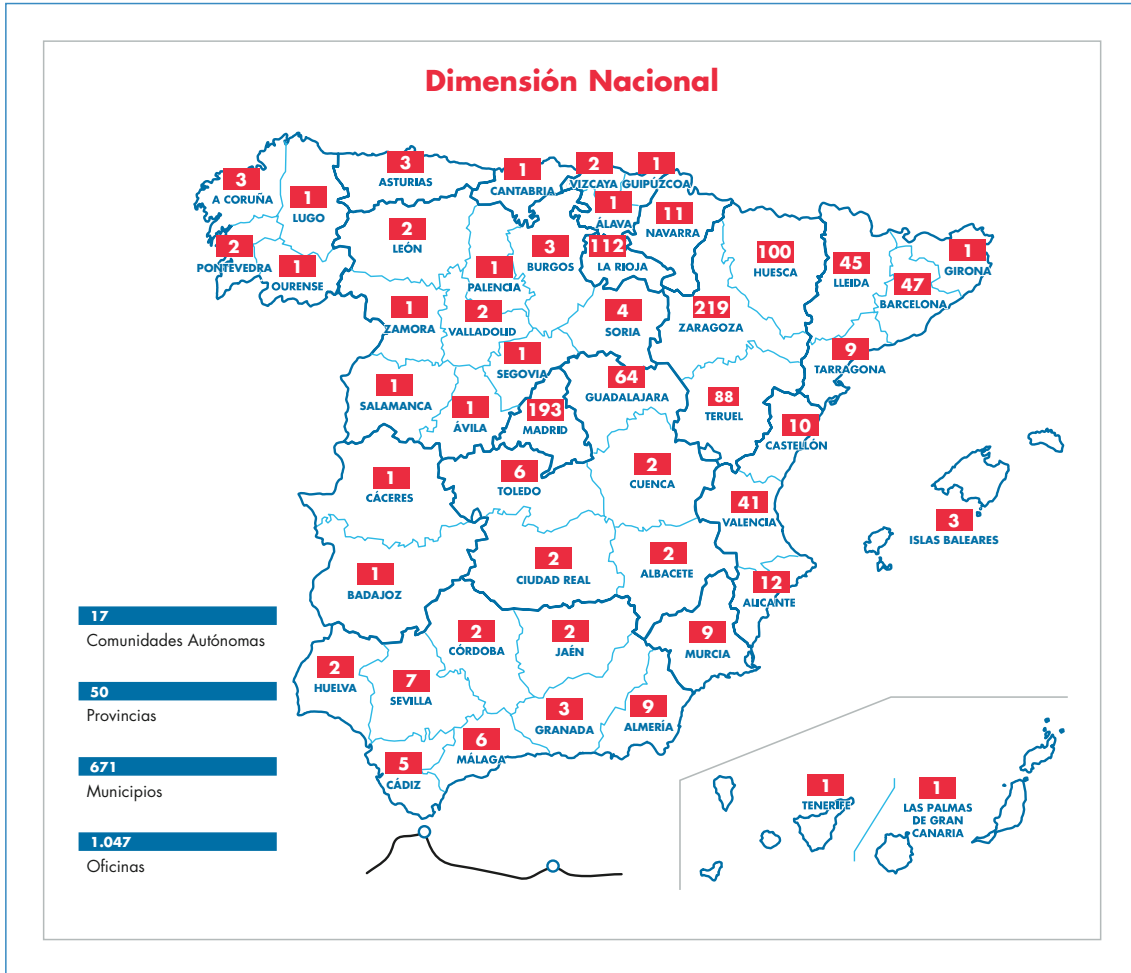 Dimensión Nacional
3
A CORUÑA
1
LUGO
3
ASTURIAS
1
CANTABRIA
2
VIZCAYA
1
GUIPÚZCOA
1
ÁLAVA
11
NAVARRA
2
PONTEVEDRA
1
OURENSE
2
LEÓN
1
PALENCIA
3
BURGOS
112
LA RIOJA
100
HUESCA
45
LLEIDA
47
BARCELONA
1
GIRONA
1
ZAMORA
2
VALLADOLID
4
SORIA
219
ZARAGOZA
9
TARRAGONA
1
SEGOVIA
1
SALAMANCA
1
ÁVILA
193
MADRID
64
GUADALAJARA
88
TERUEL
10
CASTELLÓN
1
CÁCERES
6
TOLEDO
2
CUENCA
41
VALENCIA
3
ISLAS BALEARES
1
BADAJOZ
2
CIUDAD REAL
2
ALBACETE
12
ALICANTE
2
HUELVA
7
SEVILLA
2
CÓRDOBA
2
JAÉN
9
MURCIA
5
CÁDIZ
6
MÁLAGA
3
GRANADA
9
ALMERÍA
1
TENERIFE
1
LAS PALMAS
DE GRAN
CANARIA
17
Comunidades Autónomas
50
Provincias
671
Municipios
1.047
Oficinas